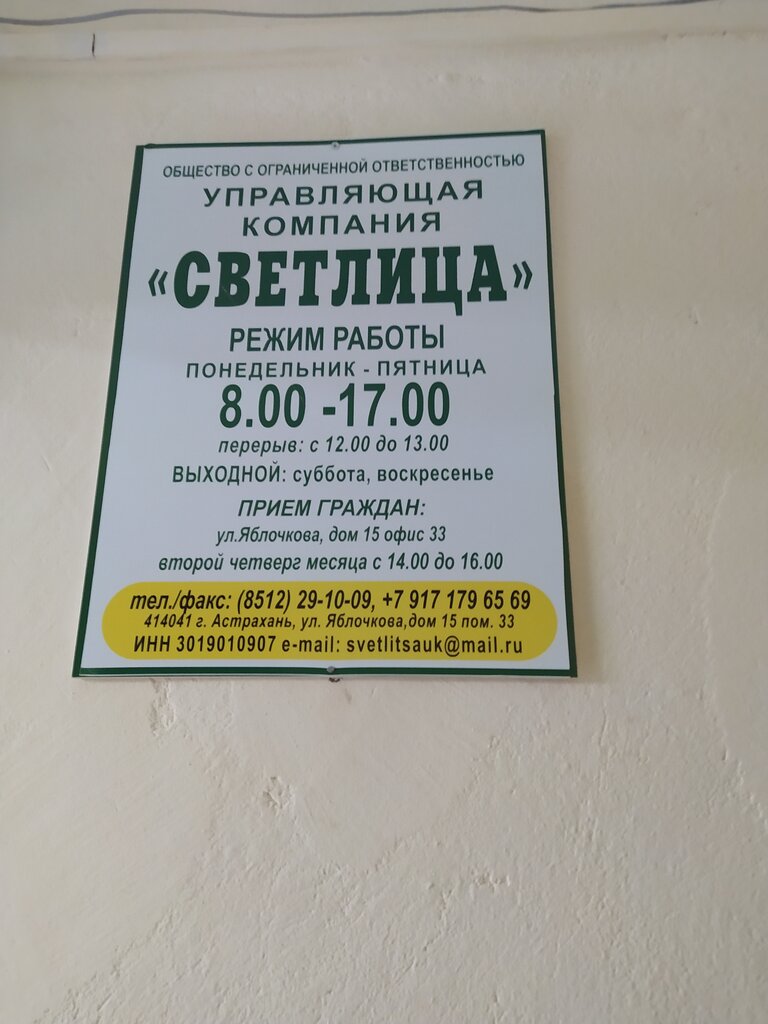 ОБЩЕСТВО С ОГРАНИЧЕННОЙ ОТВЕТСТВЕННОСТЬЮ
УПРАВЛЯЮЩАЯ
КОМПАНИЯ
«СВЕТЛИЦА»
РЕЖИМ РАБОТЫ
ПОНЕДЕЛЬНИК - ПЯТНИЦА
8.00 -17.00
перерыв: с 12.00 до 13.00
ВЫХОДНОЙ: суббота, воскресенье
ПРИЕМ ГРАЖДАН:
ул.Яблочкова, дом 15 офис 33
второй четверг месяца с 14.00 до 16.00
тел./факс: (8512) 29-10-09, +7 917 179 65 69
414041 г. Астрахань, ул. Яблочкова,дом 15 пом. 33
ИНН 3019010907 e-mail: svetlitsauk@mail.ru